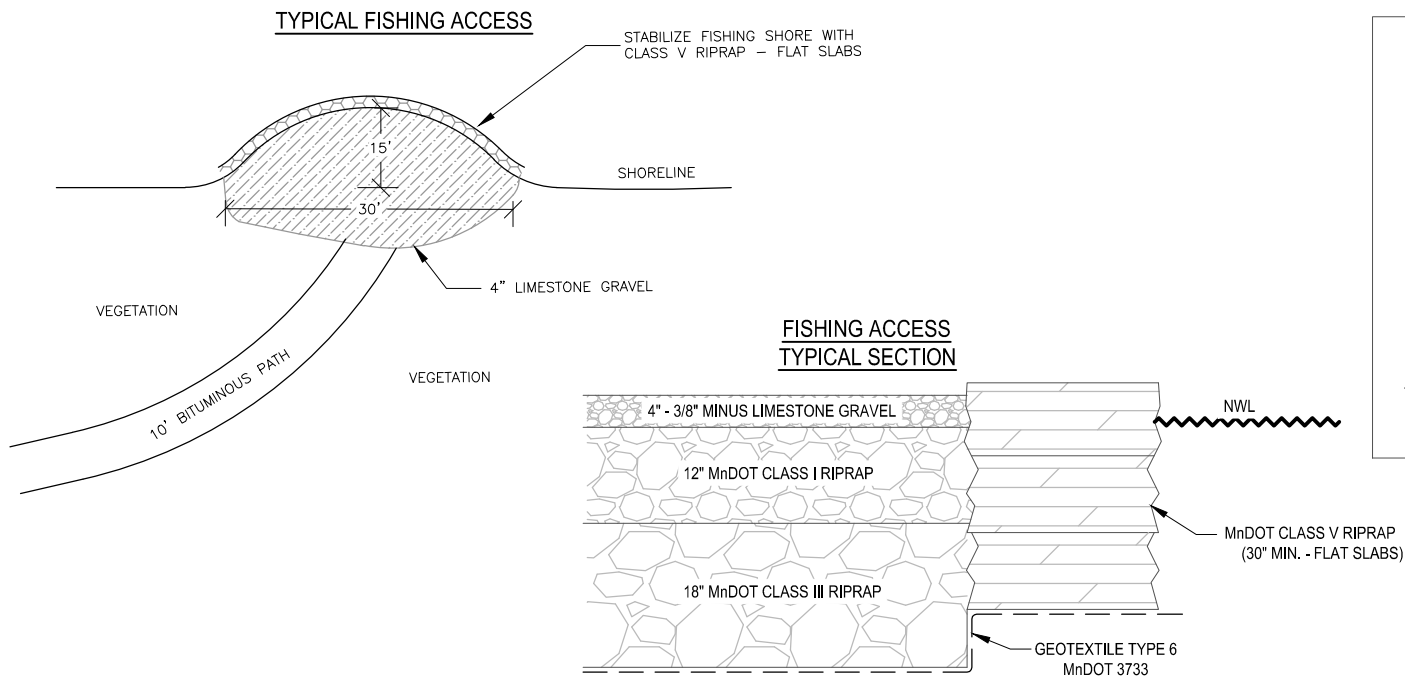 TYPICAL FISHING ACCESS
STABILIZE FISHING SHORE WITH
CLASS V RIPRAP – FLAT SLABS
15'
SHORELINE
30'
4" LIMESTONE GRAVEL
VEGETATION
VEGETATION
10' BITUMINOUS PATH
FISHING ACCESS
TYPICAL SECTION
4" - 3/8" MINUS LIMESTONE GRAVEL
NWL
12" MnDOT CLASS I RIPRAP
MnDOT CLASS V RIPRAP
(30" MIN. - FLAT SLABS)
18" MnDOT CLASS III RIPRAP
GEOTEXTILE TYPE 6
MnDOT 3733